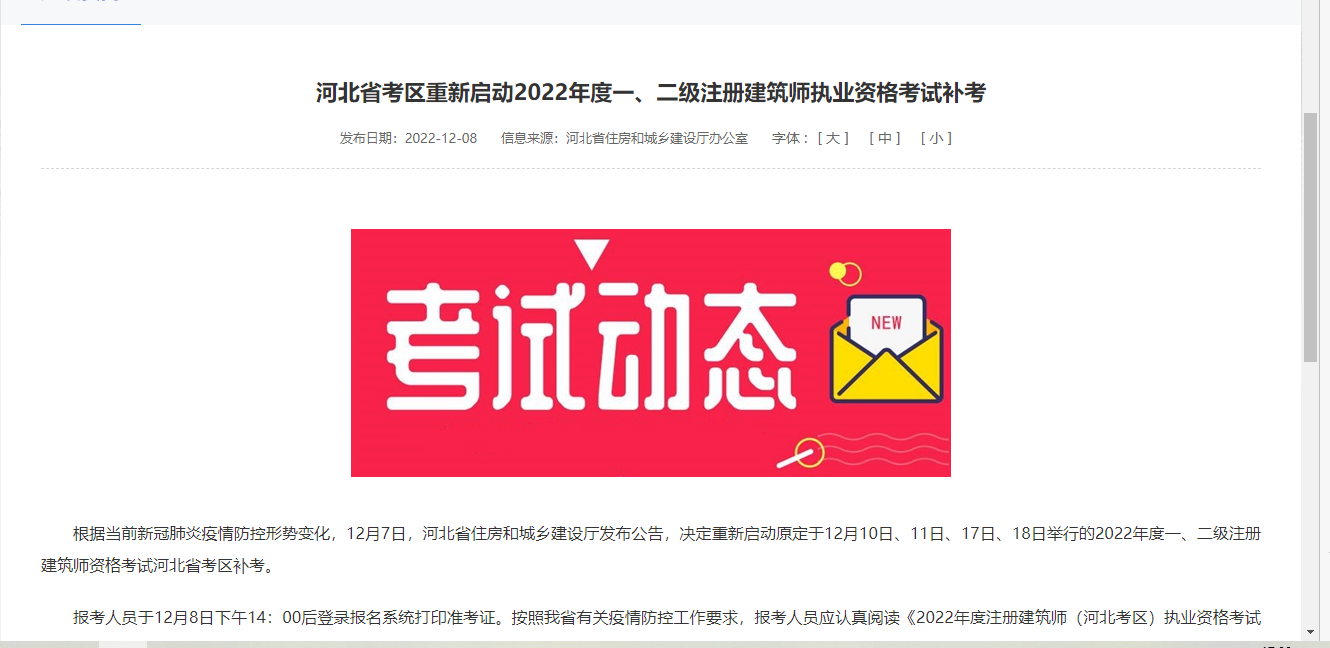 河北省考区重新启动2022年度一、二级注册建筑师执业资格考试补考
发布日期：2022-12-08 信息来源：河北省住房和城乡建设厅办公室 字体：[ 大 ] [ 中 ] [ 小 ]
考试动态
NEW
根据当前新冠肺炎疫情防控形势变化，12月7日，河北省住房和城乡建设厅发布公告，决定重新启动原定于12月10日、11日、17日、18日举行的2022年度一、二级注册
建筑师资格考试河北省考区补考。
报考人员于12月8日下午14：00后登录报名系统打印准考证。按照我省有关疫情防控工作要求，报考人员应认真阅读《2022年度注册建筑师（河北考区）执业资格考试